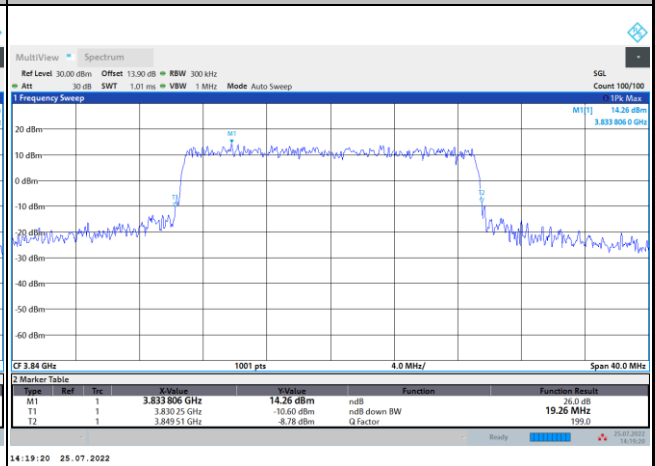 MultiView Spectrum
Ref Level 30.00 dBm Offset 13.90 dB RBW 300 kHz SGL
Att 30 dB SWT 1.01 ms VBW 1 MHz Mode Auto Sweep Count 100/100
1 Frequency Sweep 1Pk Max
M1[1] 14.26 dBm
3.833 806 0 GHz
20 dBm
M1
10 dBm
0 dBm
T1
T2
-10 dBm
-20 dBm
-30 dBm
-40 dBm
-50 dBm
-60 dBm
CF 3.84 GHz 1001 pts 4.0 MHz/ Span 40.0 MHz
2 Marker Table
Type Ref Trc X-Value Y-Value Function Function Result
M1 1 3.833 806 GHz 14.26 dBm ndB 26.0 dB
T1 1 3.830 25 GHz -10.60 dBm ndB down BW 19.26 MHz
T2 1 3.849 51 GHz -8.78 dBm Q Factor 199.0
Ready 25.07.2022
14:19:20
14:19:20 25.07.2022